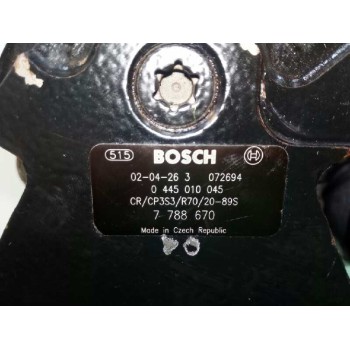 515 BOSCH
02-04-26 3 072694
0 445 010 045
CR/CP3S3/R70/20-89S
7 788 670
Made in Czech Republic